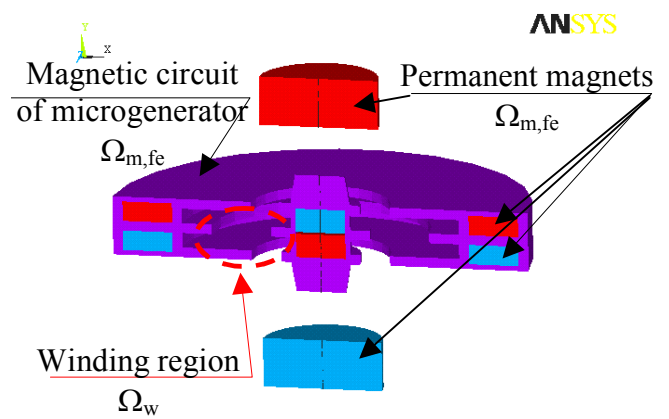 ANSYS
Y
Z X
Magnetic circuit
of microgenerator
Ωm,fe
Permanent magnets
Ωm,fe
Winding region
Ωw